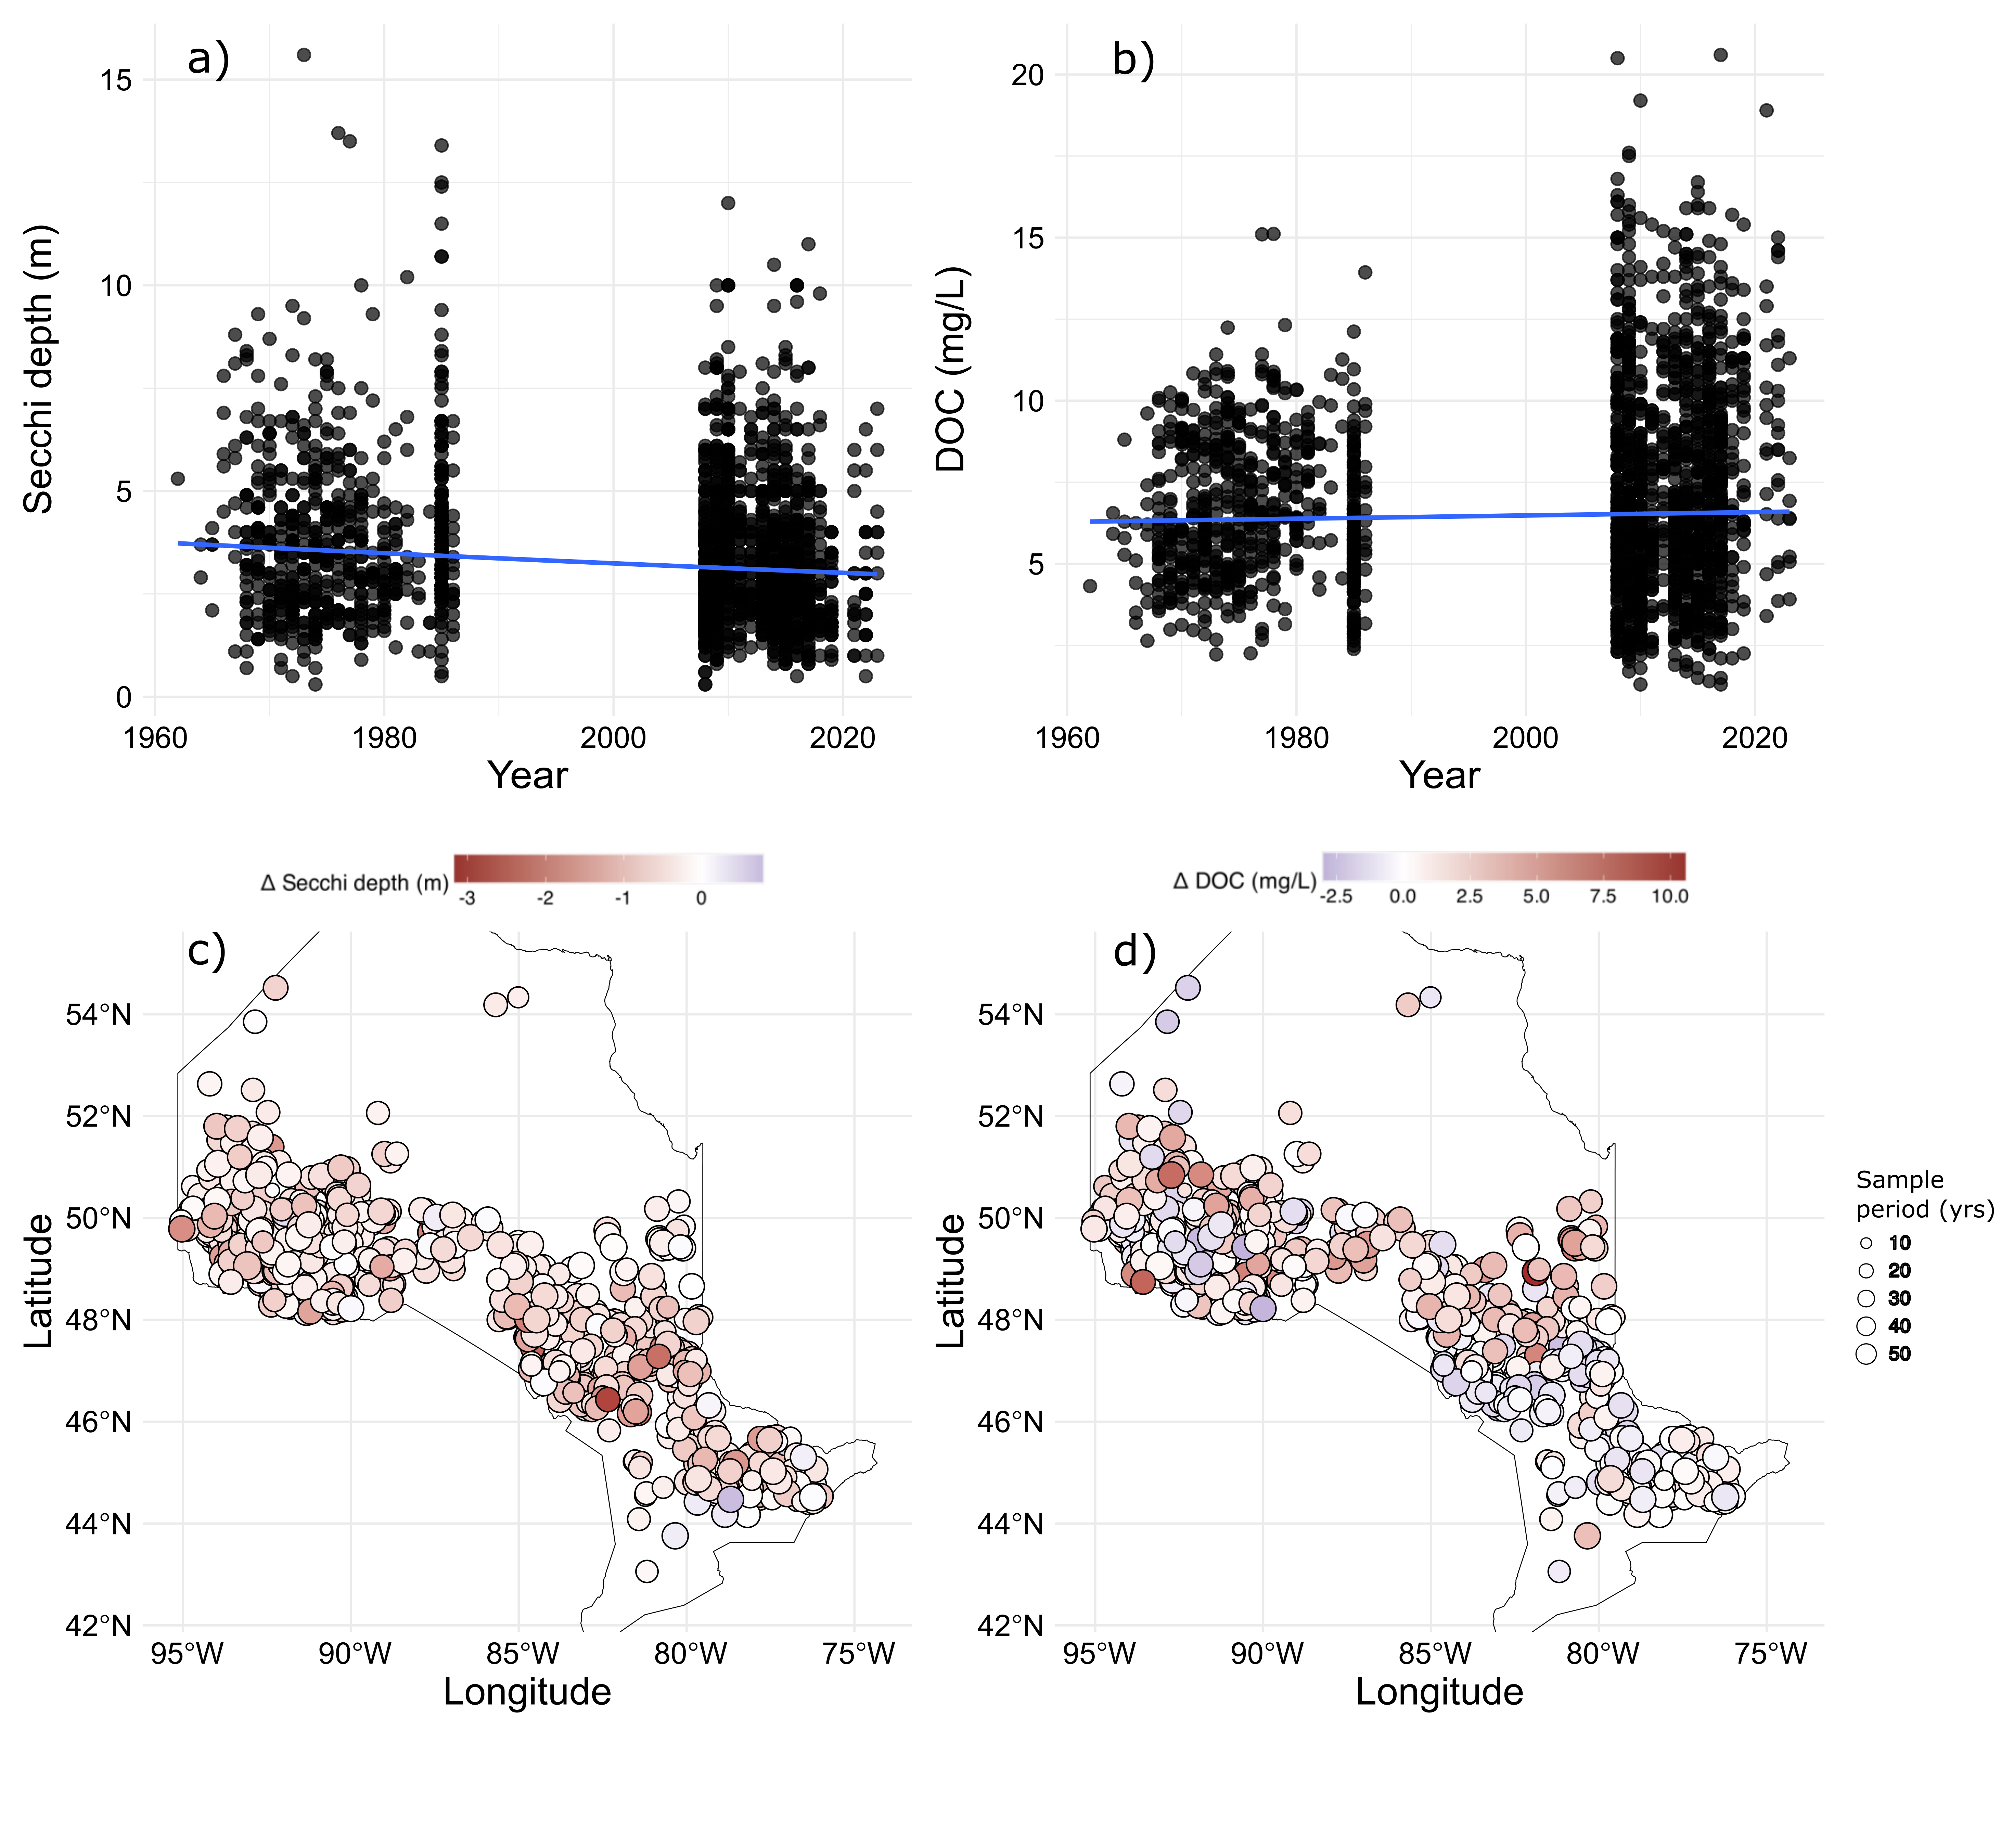 a)
15
10
5
0
Secchi depth (m)
1960 1980 2000 2020
Year
b)
20
15
10
5
DOC (mg/L)
1960 1980 2000 2020
Year
Δ Secchi depth (m)
-3 -2 -1 0
c)
54°N
52°N
50°N
48°N
46°N
44°N
42°N
Latitude
95°W 90°W 85°W 80°W 75°W
Longitude
Δ DOC (mg/L)
-2.5 0.0 2.5 5.0 7.5 10.0
d)
54°N
52°N
50°N
48°N
46°N
44°N
42°N
Latitude
95°W 90°W 85°W 80°W 75°W
Longitude
Sample
period (yrs)
10
20
30
40
50